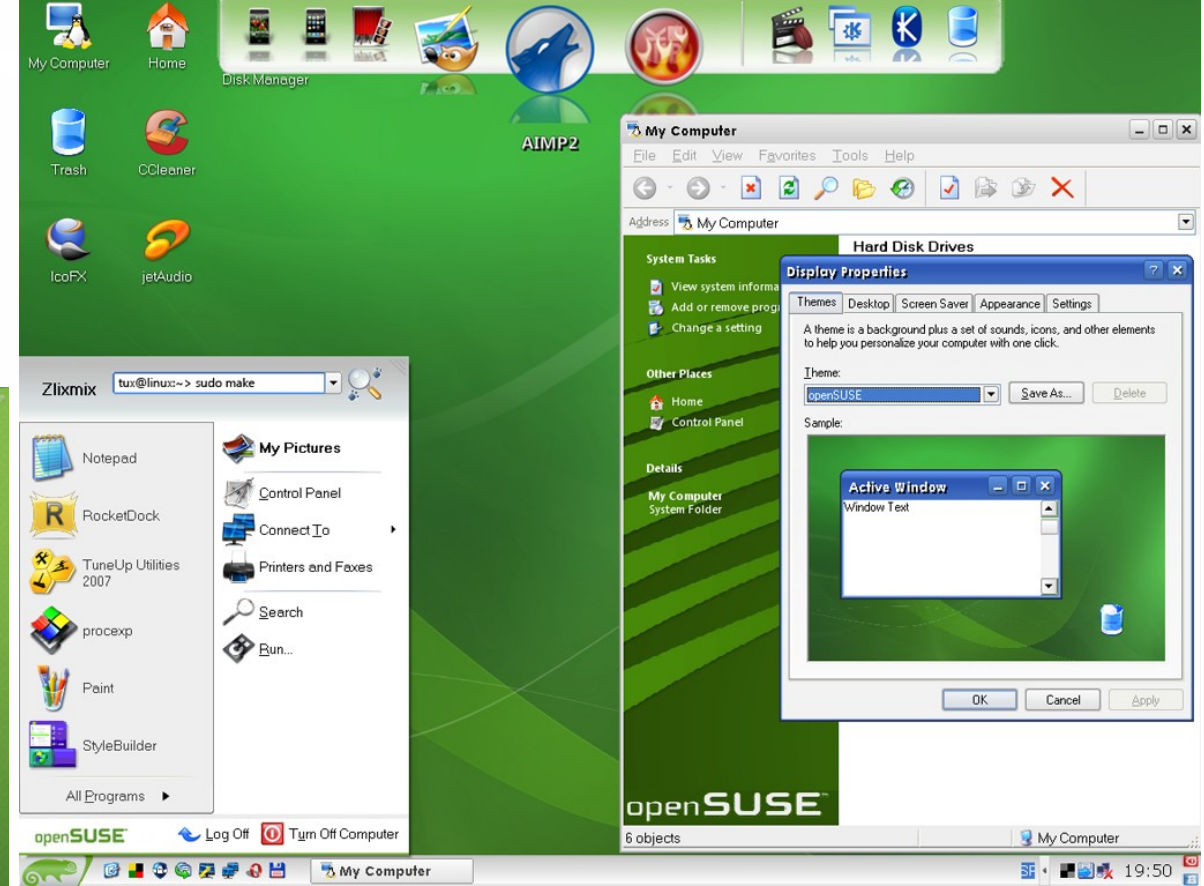 My Computer
Home
Disk Manager
AIMP2
Trash
CCleaner
IcoFX
jetAudio
My Computer
File Edit View Favorites Tools Help
Address My Computer
System Tasks
View system informa
Add or remove progr
Change a setting
Other Places
Home
Control Panel
Details
My Computer
System Folder
openSUSE
Hard Disk Drives
6 objects
My Computer
Display Properties
Themes Desktop Screen Saver Appearance Settings
A theme is a background plus a set of sounds, icons, and other elements
to help you personalize your computer with one click.
Theme:
openSUSE
Save As...
Delete
Sample:
Active Window
Window Text
OK Cancel Apply
Zlixmix
tux@linux:~> sudo make
Notepad
RocketDock
TuneUp Utilities
2007
procexp
Paint
StyleBuilder
All Programs
My Pictures
Control Panel
Connect To
Printers and Faxes
Search
Run...
openSUSE
Log Off
Turn Off Computer
My Computer
SF
19:50